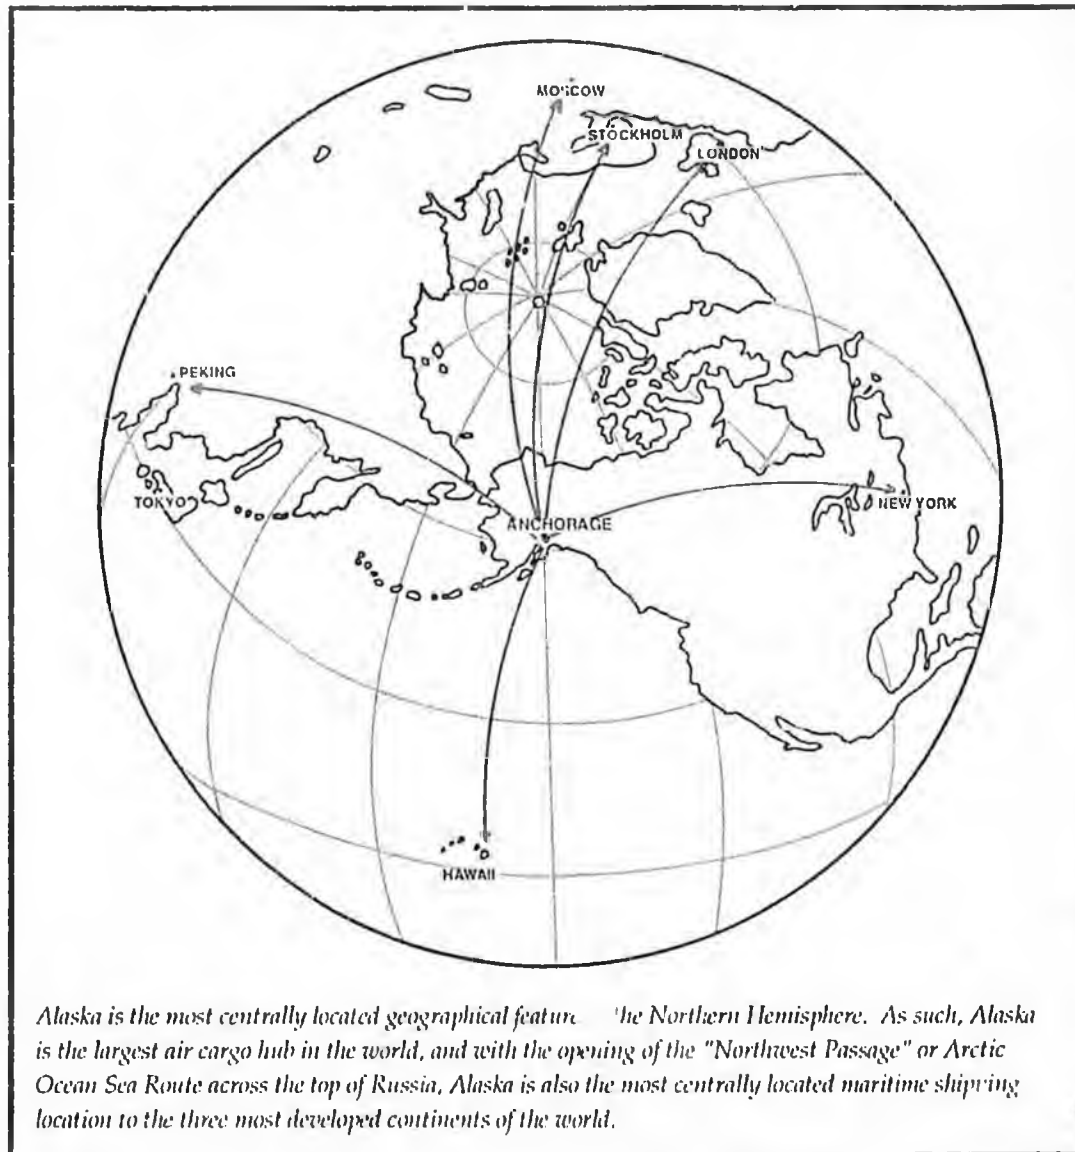 MOSCOW
STOCKHOLM
LONDON
PEKING
TOKYO
ANCHORAGE
NEW YORK
HAWAII
Alaska is the most centrally located geographical the Northern Hemisphere. As such, Alaska
is the largest air cargo hub in the world, and with the opening of the "Northwest Passage" or Arctic
Ocean Sea Route across the top of Russia, Alaska is also the most centrally located maritime shipping
location to the three most developed continents of the world.